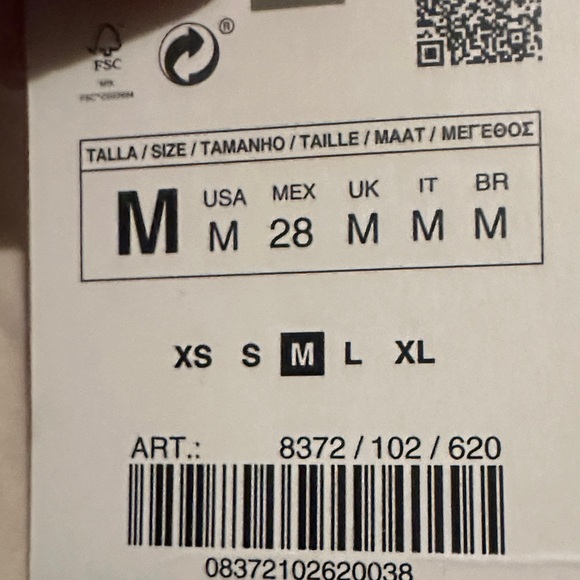 ®
FSC
TALLA / SIZE / TAMANHO / TAILLE / MAAT / ΜΕΓΕΘΟΣ
USA MEX UK IT BR
M M 28 M M M
XS S M L XL
ART.: 8372 / 102 / 620
08372102620038